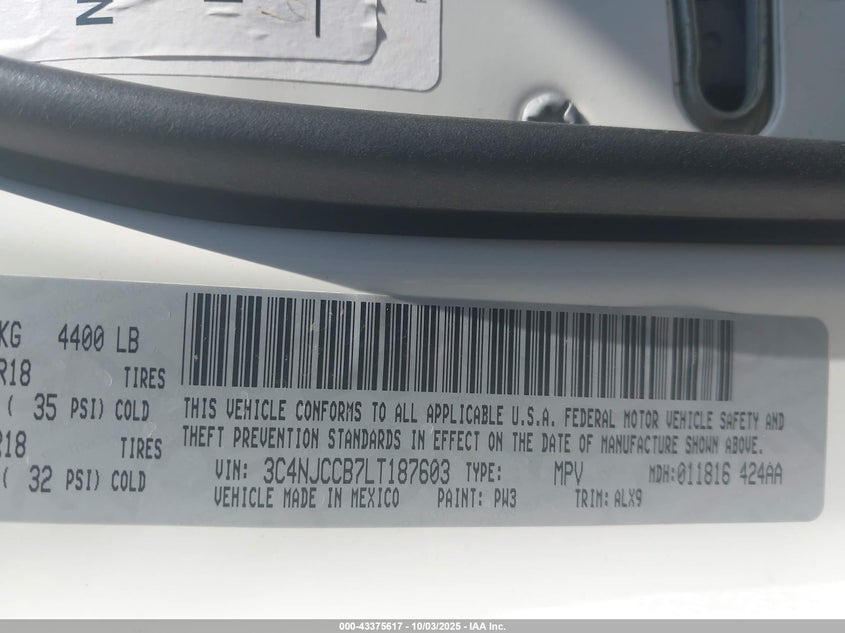 KG 4400 LB
R18 TIRES
( 35 PSI) COLD
R18 TIRES
( 32 PSI) COLD
THIS VEHICLE CONFORMS TO ALL APPLICABLE U.S.A. FEDERAL MOTOR VEHICLE SAFETY AND
THEFT PREVENTION STANDARDS IN EFFECT ON THE DATE OF MANUFACTURE SHOWN ABOVE.
VIN: 3C4NJCCB7LT187603 TYPE: MPV MDH:011816 424AA
VEHICLE MADE IN MEXICO PAINT: PW3 TRIM: ALX9
000-43375617 - 10/03/2025 - IAA Inc.